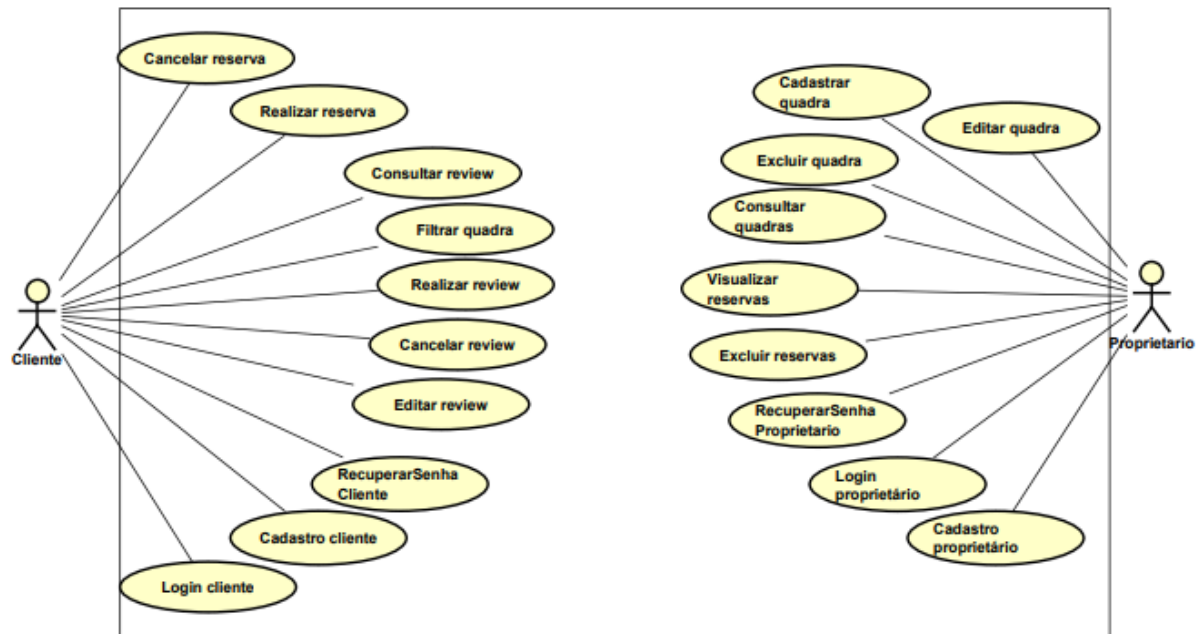 Cancelar reserva
Realizar reserva
Consultar review
Filtrar quadra
Realizar review
Cancelar review
Editar review
RecuperarSenha
Cliente
Cadastro cliente
Login cliente
Cliente
Cadastrar
quadra
Editar quadra
Excluir quadra
Consultar
quadras
Visualizar
reservas
Excluir reservas
RecuperarSenha
Proprietario
Login
proprietário
Cadastro
proprietário
Proprietario